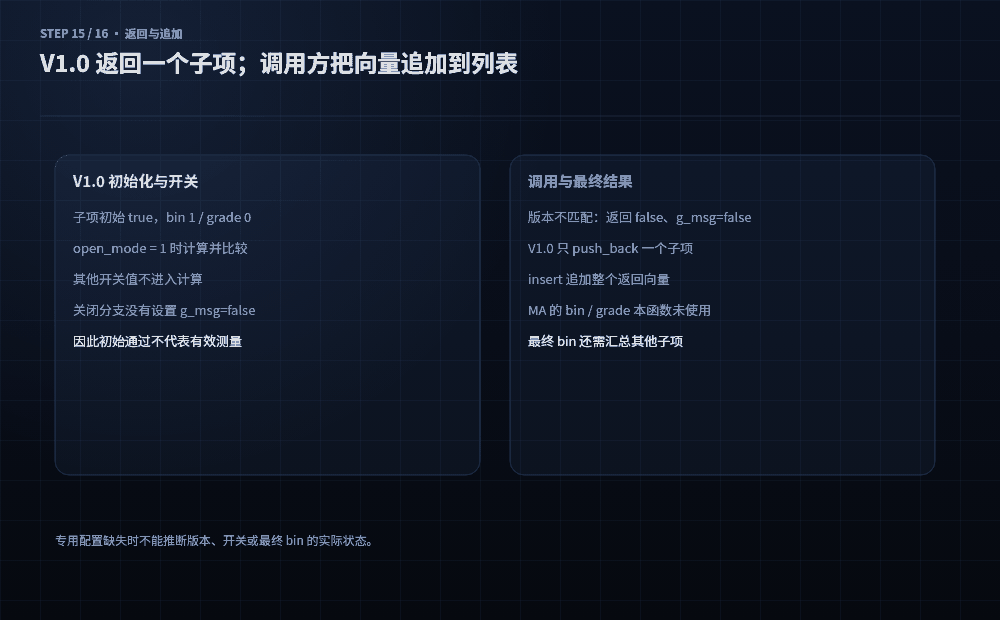 STEP 15 / 16 · 返回与追加
V1.0 返回一个子项；调用方把向量追加到列表
V1.0 初始化与开关
子项初始 true，bin 1 / grade 0
open_mode = 1 时计算并比较
其他开关值不进入计算
关闭分支没有设置 g_msg=false
因此初始通过不代表有效测量
调用与最终结果
版本不匹配：返回 false、g_msg=false
V1.0 只 push_back 一个子项
insert 追加整个返回向量
MA 的 bin / grade 本函数未使用
最终 bin 还需汇总其他子项
专用配置缺失时不能推断版本、开关或最终 bin 的实际状态。